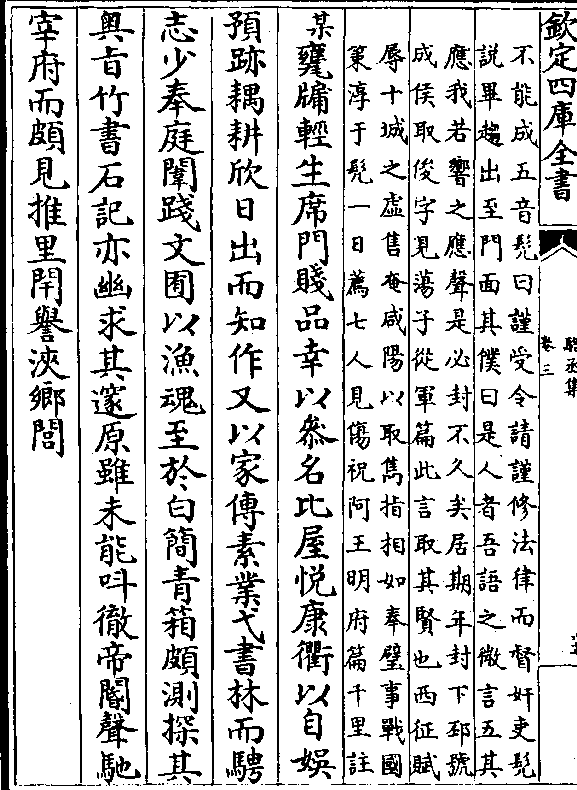 欽定四庫全書
卷三
不能成五音髠曰謹受令請謹修法律而督奸吏髠
說畢趨出至門面其僕曰是人者吾語之微言五其
應我若響之應聲是必封不久矣居期年封下邳號
成侯取俊字見蕩子從軍篇此言取其賢也西征賦
辱十城之虚售奄咸陽以取雋指相如奉璧事戰國
策淳于髠一日薦七人見傷祝阿王明府篇千里註
某甕牖輕生席門賤品幸以叅名比屋悦康衢以自娱
預跡耦耕欣日出而知作又以家傳素業弋書林而騁
志少奉庭闈踐文囿以漁魂至於白簡青箱頗測探其
奥旨竹書石記亦幽求其邃原雖未能呌徹帝閽聲馳
宰府而頗見推里閈譽浹鄉閭